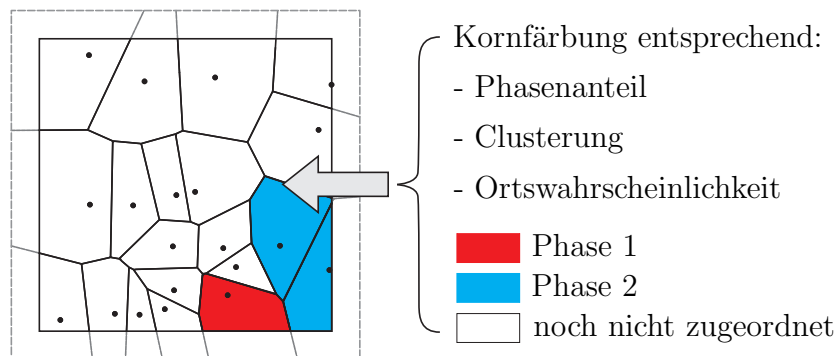 Kornfärbung entsprechend:
- Phasenanteil
- Clusterung
- Ortswahrscheinlichkeit
Phase 1
Phase 2
noch nicht zugeordnet